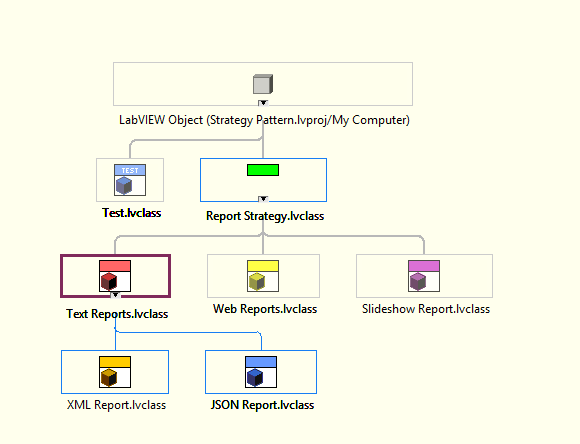 LabVIEW Object (Strategy Pattern.lvproj/My Computer)
TEST
Test.lvclass
Report Strategy.lvclass
Text Reports.lvclass
Web Reports.lvclass
Slideshow Report.lvclass
XML Report.lvclass
JSON Report.lvclass